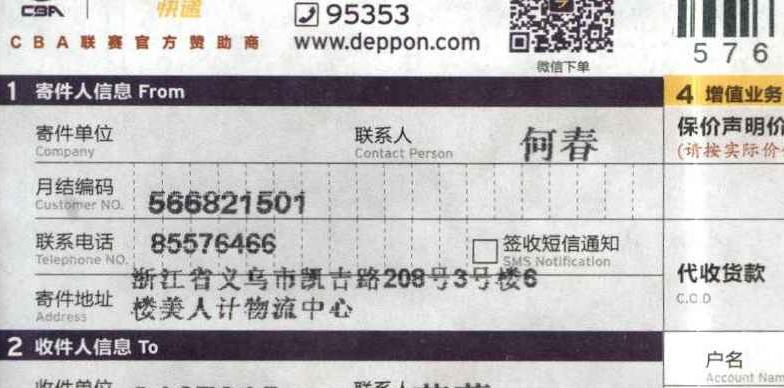 CBA
快递
95353
CBA联赛官方赞助商
www.deppon.com
微信下单
576
1 寄件人信息 From
4 增值业务
寄件单位
Company
联系人
Contact Person
何春
保价声明价
(请按实际价
月结编码
Customer NO.
566821501
联系电话
Telephone NO.
85576466
签收短信通知
SMS Notification
代收货款
C.O.D
寄件地址
Address
浙江省义乌市凯吉路208号3号楼6
楼美人计物流中心
2 收件人信息 To
户名
Account Nam
收件单位
联系人